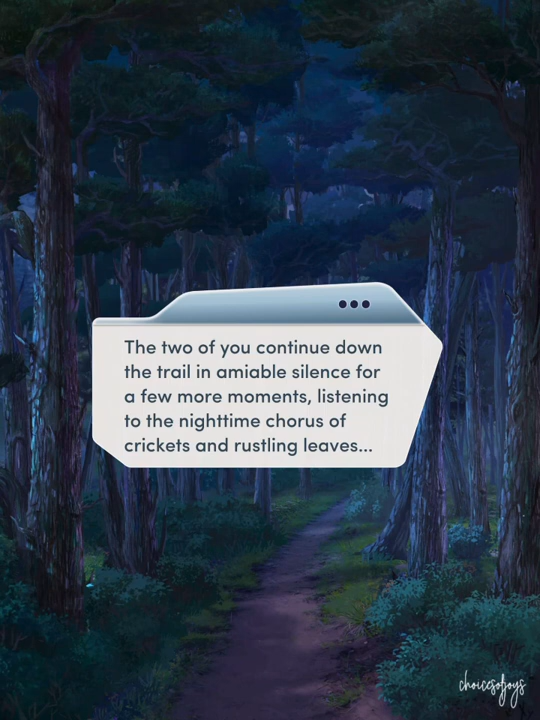 The two of you continue down
the trail in amiable silence for
a few more moments, listening
to the nighttime chorus of
crickets and rustling leaves...
choicesofjoys